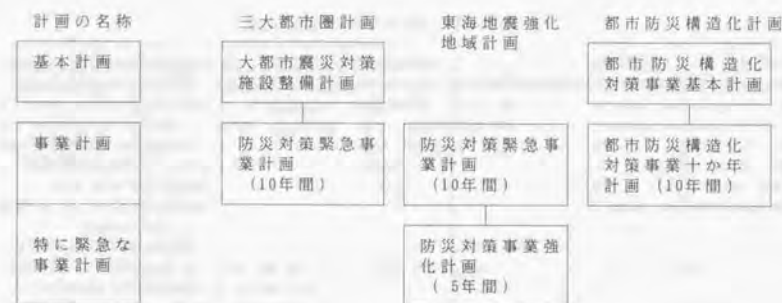 計画の名称
三大都市圏計画
東海地震強化
地域計画
都市防災構造化計画
基本計画
大都市震災対策
施設整備計画
都市防災構造化
対策事業基本計画
事業計画
防災対策緊急事
業計画
(10年間)
防災対策緊急事
業計画
(10年間)
都市防災構造化
対策事業十か年
計画 (10年間)
特に緊急な
事業計画
防災対策事業強
化計画
( 5年間)